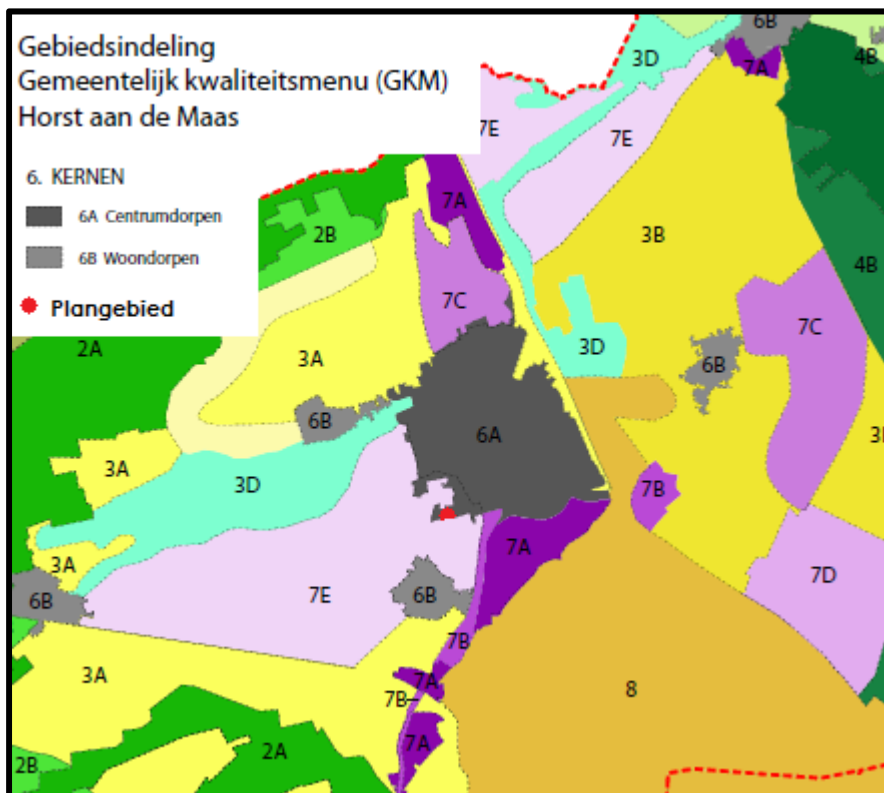 Gebiedsindeling
Gemeentelijk kwaliteitsmenu (GKM)
Horst aan de Maas
6. KERNEN
6A Centrumdorpen
6B Woondorpen
Plangebied
6B
3D
7A
4B
7E
7E
7A
2B
3B
4B
7C
7C
2A
3A
3D
6B
6B
6A
3A
3D
7B
7A
3A
7E
6B
7D
6B
7B
3A
7A
8
7B
7A
2A
2B